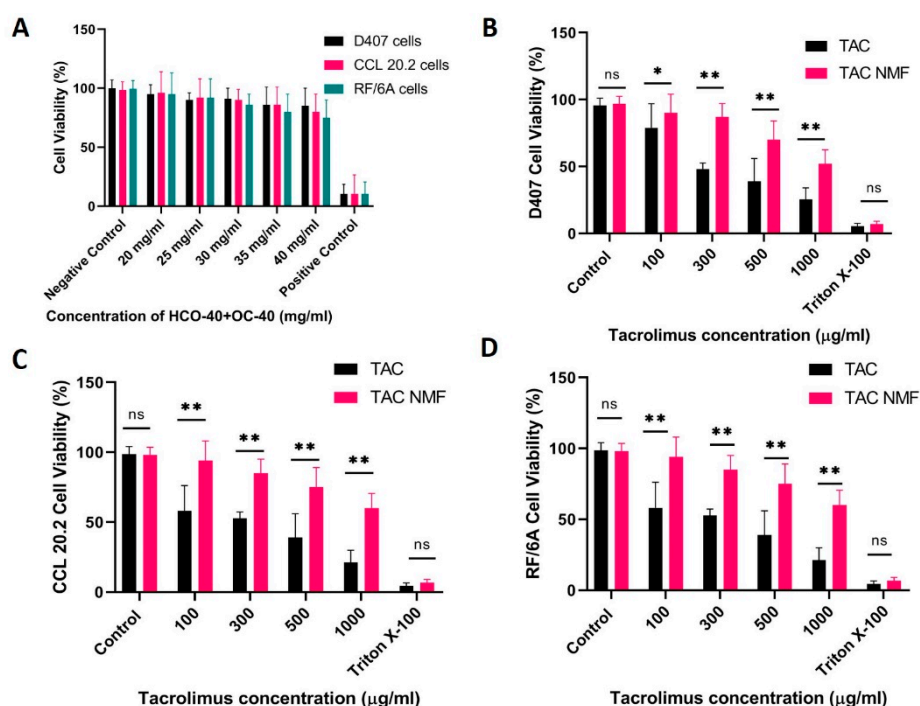 A
D407 cells
CCL 20.2 cells
RF/6A cells
Cell Viability (%)
150
100
50
0
Negative Control
20 mg/ml
25 mg/ml
30 mg/ml
35 mg/ml
40 mg/ml
Positive Control
Concentration of HCO-40+OC-40 (mg/ml)
B
TAC
TAC NMF
D407 Cell Viability (%)
150
100
50
0
ns
*
**
**
**
ns
Control
100
300
500
1000
Triton X-100
Tacrolimus concentration (μg/ml)
C
TAC
TAC NMF
CCL 20.2 Cell Viability (%)
150
100
50
0
ns
**
**
**
**
ns
Control
100
300
500
1000
Triton X-100
Tacrolimus concentration (μg/ml)
D
TAC
TAC NMF
RF/6A Cell Viability (%)
150
100
50
0
ns
**
**
**
**
ns
Control
100
300
500
1000
Triton X-100
Tacrolimus concentration (μg/ml)